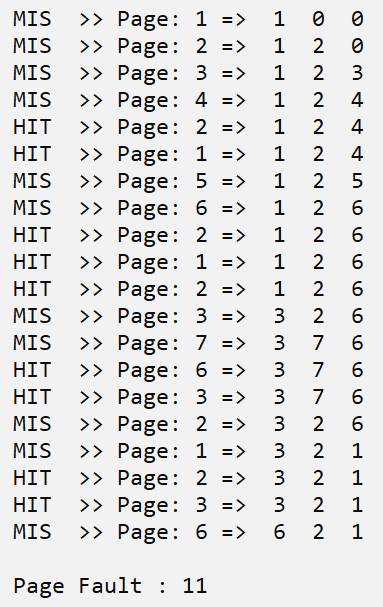 MIS  >> Page: 1 =>  1  0  0
MIS  >> Page: 2 =>  1  2  0
MIS  >> Page: 3 =>  1  2  3
MIS  >> Page: 4 =>  1  2  4
HIT  >> Page: 2 =>  1  2  4
HIT  >> Page: 1 =>  1  2  4
MIS  >> Page: 5 =>  1  2  5
MIS  >> Page: 6 =>  1  2  6
HIT  >> Page: 2 =>  1  2  6
HIT  >> Page: 1 =>  1  2  6
HIT  >> Page: 2 =>  1  2  6
MIS  >> Page: 3 =>  3  2  6
MIS  >> Page: 7 =>  3  7  6
HIT  >> Page: 6 =>  3  7  6
HIT  >> Page: 3 =>  3  7  6
MIS  >> Page: 2 =>  3  2  6
MIS  >> Page: 1 =>  3  2  1
HIT  >> Page: 2 =>  3  2  1
HIT  >> Page: 3 =>  3  2  1
MIS  >> Page: 6 =>  6  2  1
Page Fault : 11